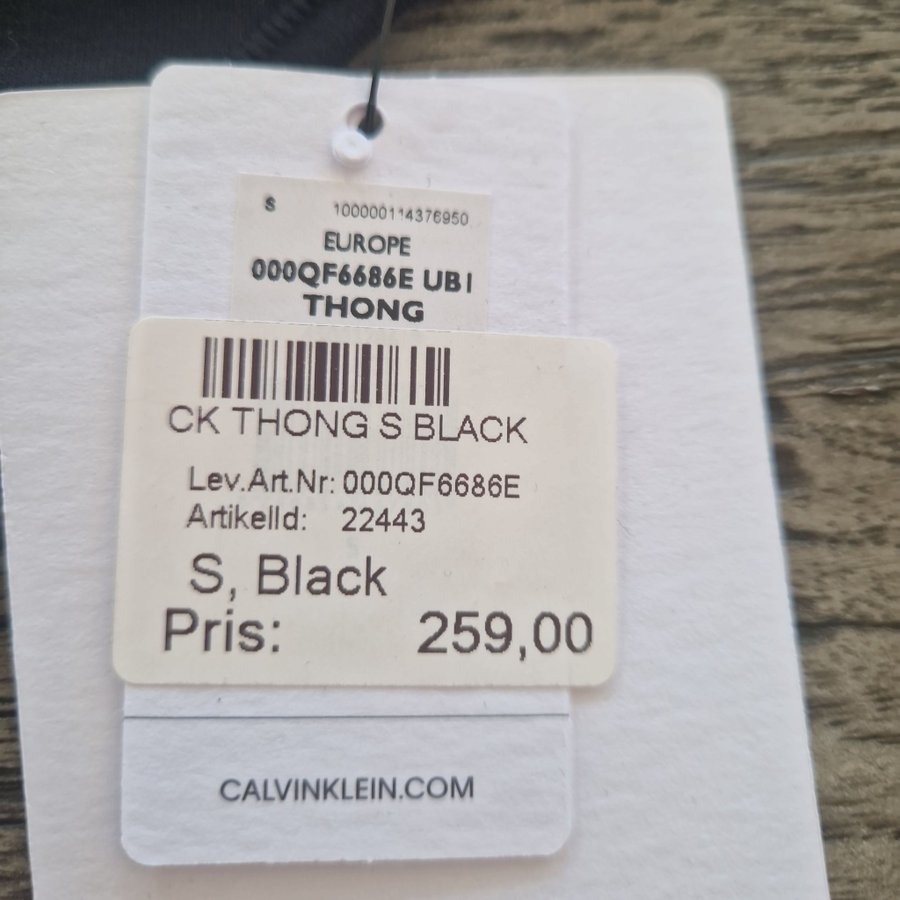 S 100000114376950
EUROPE
000QF6686E UB1
THONG
CK THONG S BLACK
Lev.Art.Nr: 000QF6686E
ArtikelId: 22443
S, Black
Pris: 259,00
CALVINKLEIN.COM